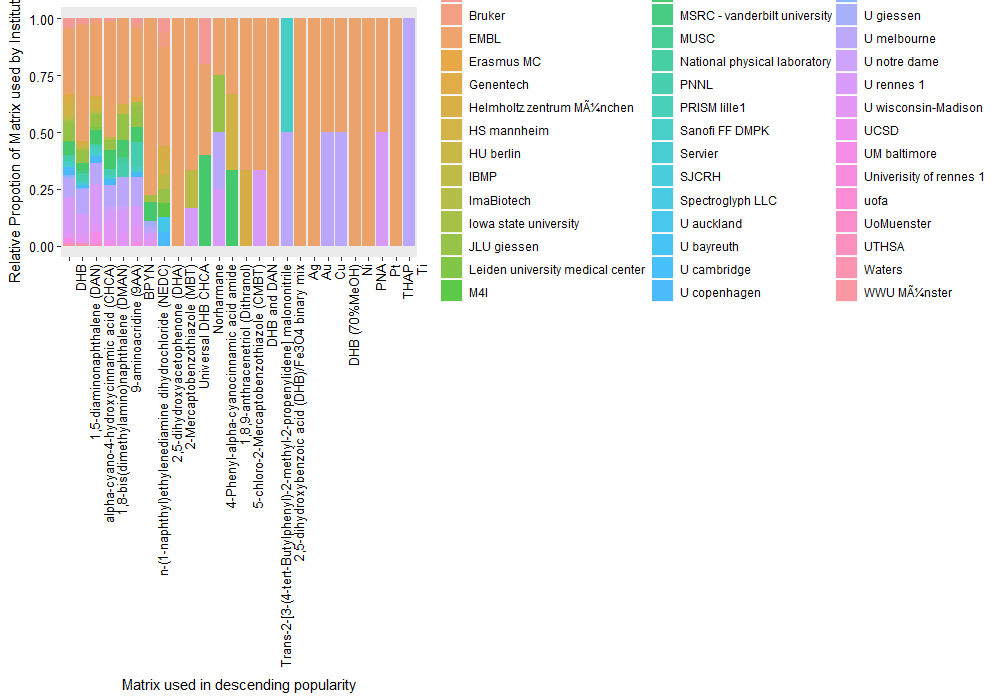 Relative Propotion of Matrix used by Institut
1.00
0.75
0.50
0.25
0.00
DHB
1,5-diaminonaphthalene (DAN)
alpha-cyano-4-hydroxycinnamic acid (CHCA)
1,8-bis(dimethylamino)naphthalene (DMAN)
9-aminoacridine (9AA)
BPYN
n-(1-naphthyl)ethylenediamine dihydrochloride (NEDC)
2,5-dihydroxyacetophenone (DHA)
2-Mercaptobenzothiazole (MBT)
Universal DHB CHCA
Norharmane
4-Phenyl-alpha-cyanocinnamic acid amide
1,8,9-anthracenetriol (Dithranol)
5-chloro-2-Mercaptobenzothiazole (CMBT)
DHB and DAN
Trans-2-[3-(4-tert-Butylphenyl)-2-methyl-2-propenylidene] malononitrile
2,5-dihydroxybenzoic acid (DHB)/Fe3O4 binary mix
Ag
Au
Cu
DHB (70%MeOH)
Ni
PNA
Pt
THAP
Ti
Matrix used in descending popularity
Bruker
EMBL
Erasmus MC
Genentech
Helmholtz zentrum MÃ¼nchen
HS mannheim
HU berlin
IBMP
ImaBiotech
Iowa state university
JLU giessen
Leiden university medical center
M4I
MSRC - vanderbilt university
MUSC
National physical laboratory
PNNL
PRISM lille1
Sanofi FF DMPK
Servier
SJCRH
Spectroglyph LLC
U auckland
U bayreuth
U cambridge
U copenhagen
U giessen
U melbourne
U notre dame
U rennes 1
U wisconsin-Madison
UCSD
UM baltimore
Univerisity of rennes 1
uofa
UoMuenster
UTHSA
Waters
WWU MÃ¼nster